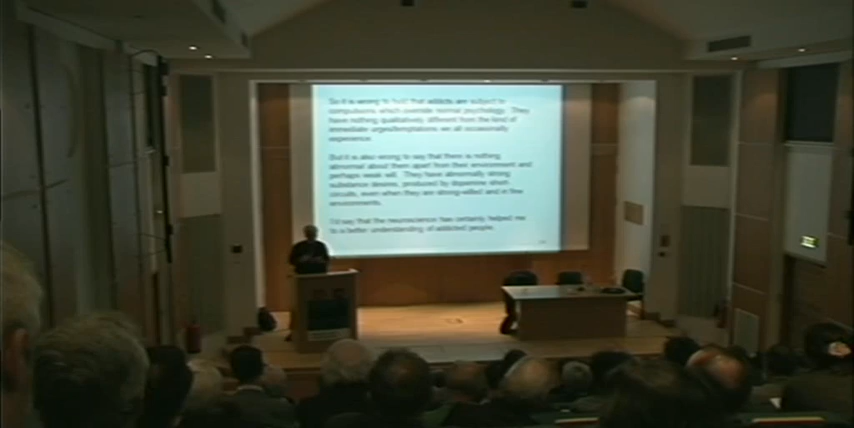 So it is wrong to hold that addicts are subject to
compulsions which override normal psychology. They
have nothing qualitatively different from the kind of
immediate urges/temptations we all occasionally
experience.
But it is also wrong to say that there is nothing
abnormal about them apart from their environment and
perhaps weak will. They have abnormally strong
substance desires, produced by dopamine short-
circuits, even when they are strong-willed and in fine
environments.
I'd say that the neuroscience has certainly helped me
to a better understanding of addicted people.